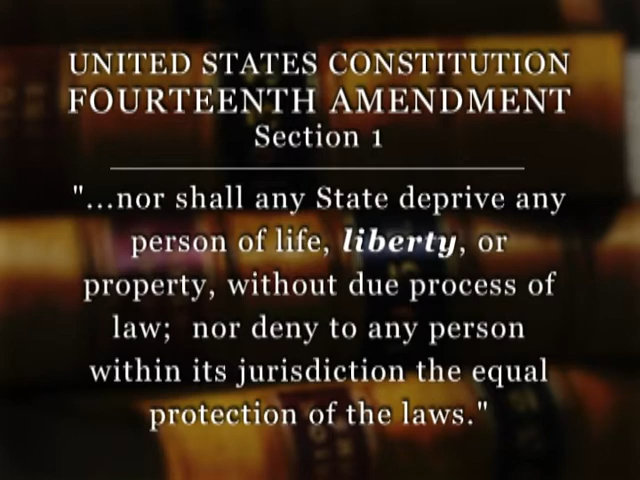 UNITED STATES CONSTITUTION
FOURTEENTH AMENDMENT
Section 1
"...nor shall any State deprive any
person of life, liberty, or
property, without due process of
law;  nor deny to any person
within its jurisdiction the equal
protection of the laws."